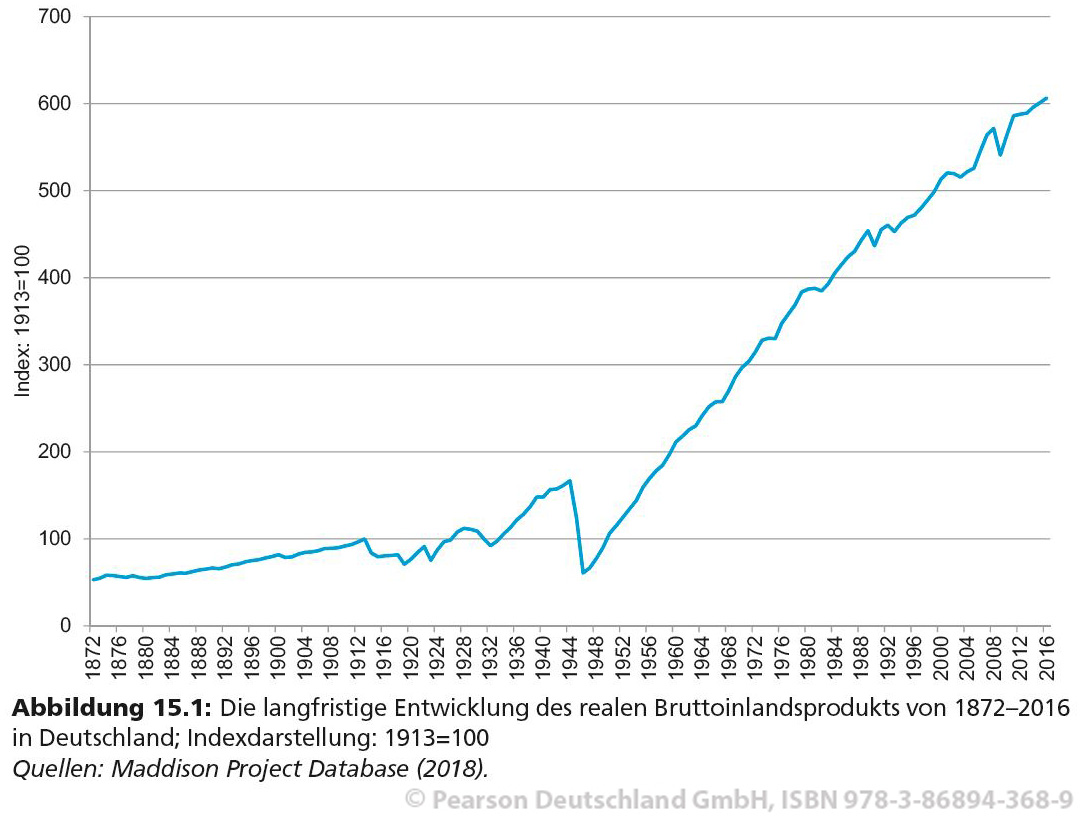 700
600
500
400
300
200
100
0
Index: 1913=100
1872 1876 1880 1884 1888 1892 1896 1900 1904 1908 1912 1916 1920 1924 1928 1932 1936 1940 1944 1948 1952 1956 1960 1964 1968 1972 1976 1980 1984 1988 1992 1996 2000 2004 2008 2012 2016
Abbildung 15.1: Die langfristige Entwicklung des realen Bruttoinlandsprodukts von 1872–2016
in Deutschland; Indexdarstellung: 1913=100
Quellen: Maddison Project Database (2018).
© Pearson Deutschland GmbH, ISBN 978-3-86894-368-9